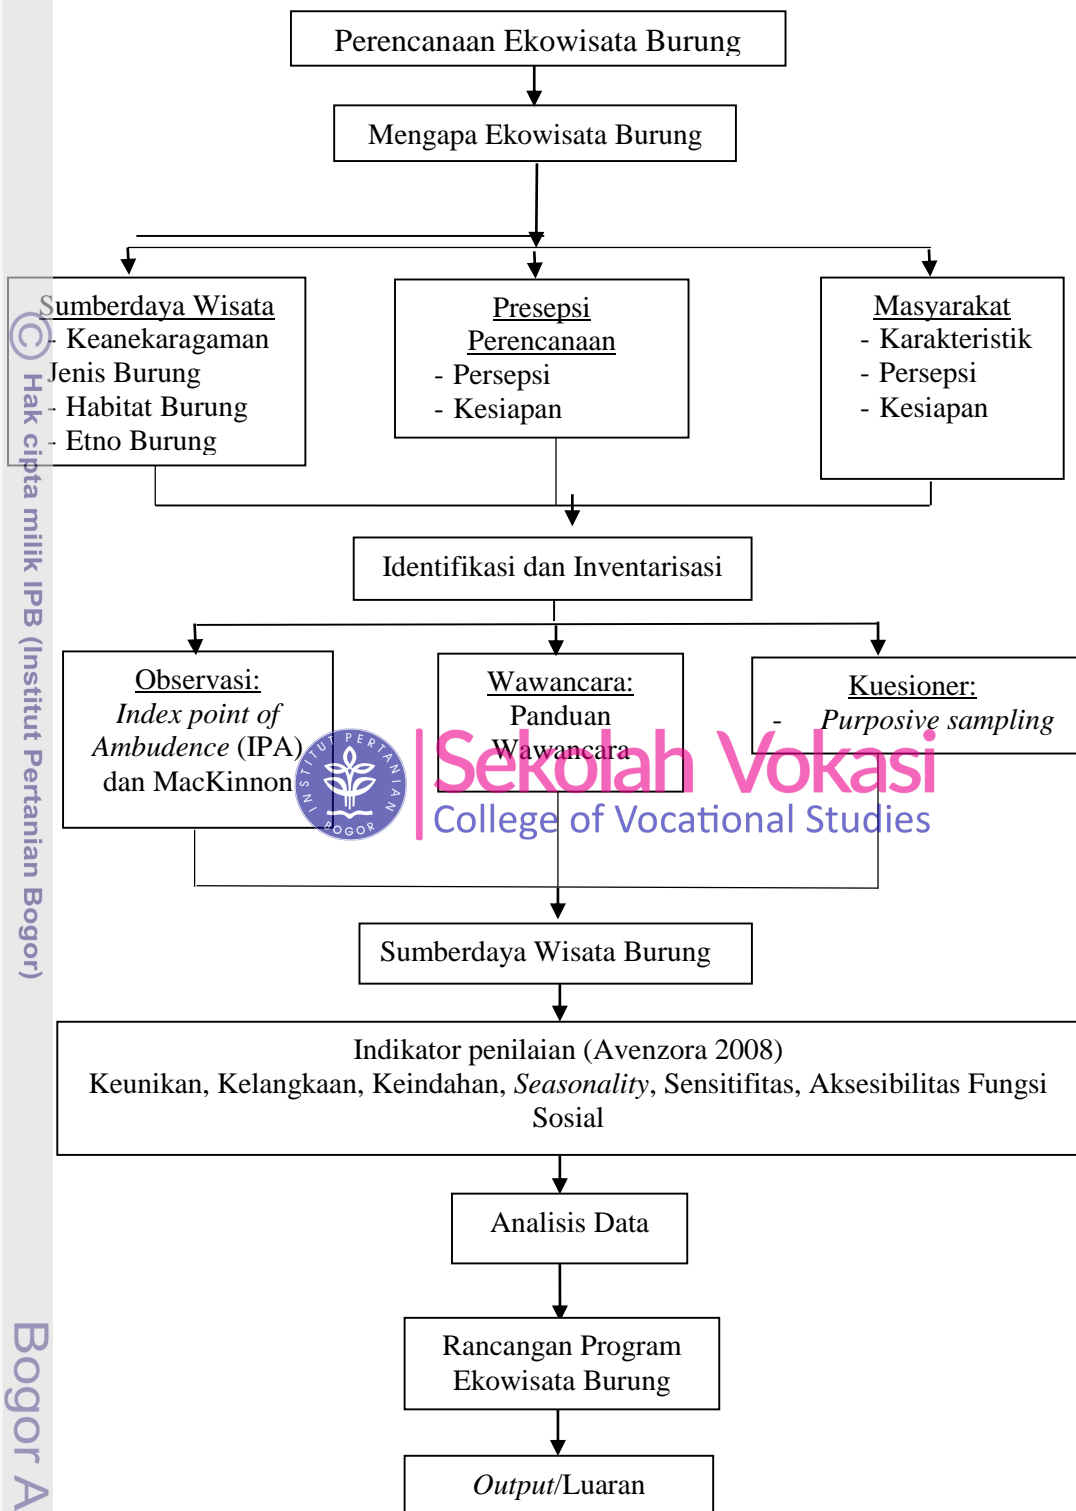 Perencanaan Ekowisata Burung
Mengapa Ekowisata Burung
Sumberdaya Wisata
- Keanekaragaman
Jenis Burung
- Habitat Burung
- Etno Burung
Presepsi
Perencanaan
- Persepsi
- Kesiapan
Masyarakat
- Karakteristik
- Persepsi
- Kesiapan
Identifikasi dan Inventarisasi
Observasi:
Index point of
Ambudence (IPA)
dan MacKinnon
Wawancara:
Panduan
Wawancara
Kuesioner:
- Purposive sampling
INSTITUT PERTANIAN
BOGOR
Sekolah Vokasi
College of Vocational Studies
Sumberdaya Wisata Burung
Indikator penilaian (Avenzora 2008)
Keunikan, Kelangkaan, Keindahan, Seasonality, Sensitifitas, Aksesibilitas Fungsi
Sosial
Analisis Data
Rancangan Program
Ekowisata Burung
Output/Luaran
© Hak cipta milik IPB (Institut Pertanian Bogor)
Bogor A